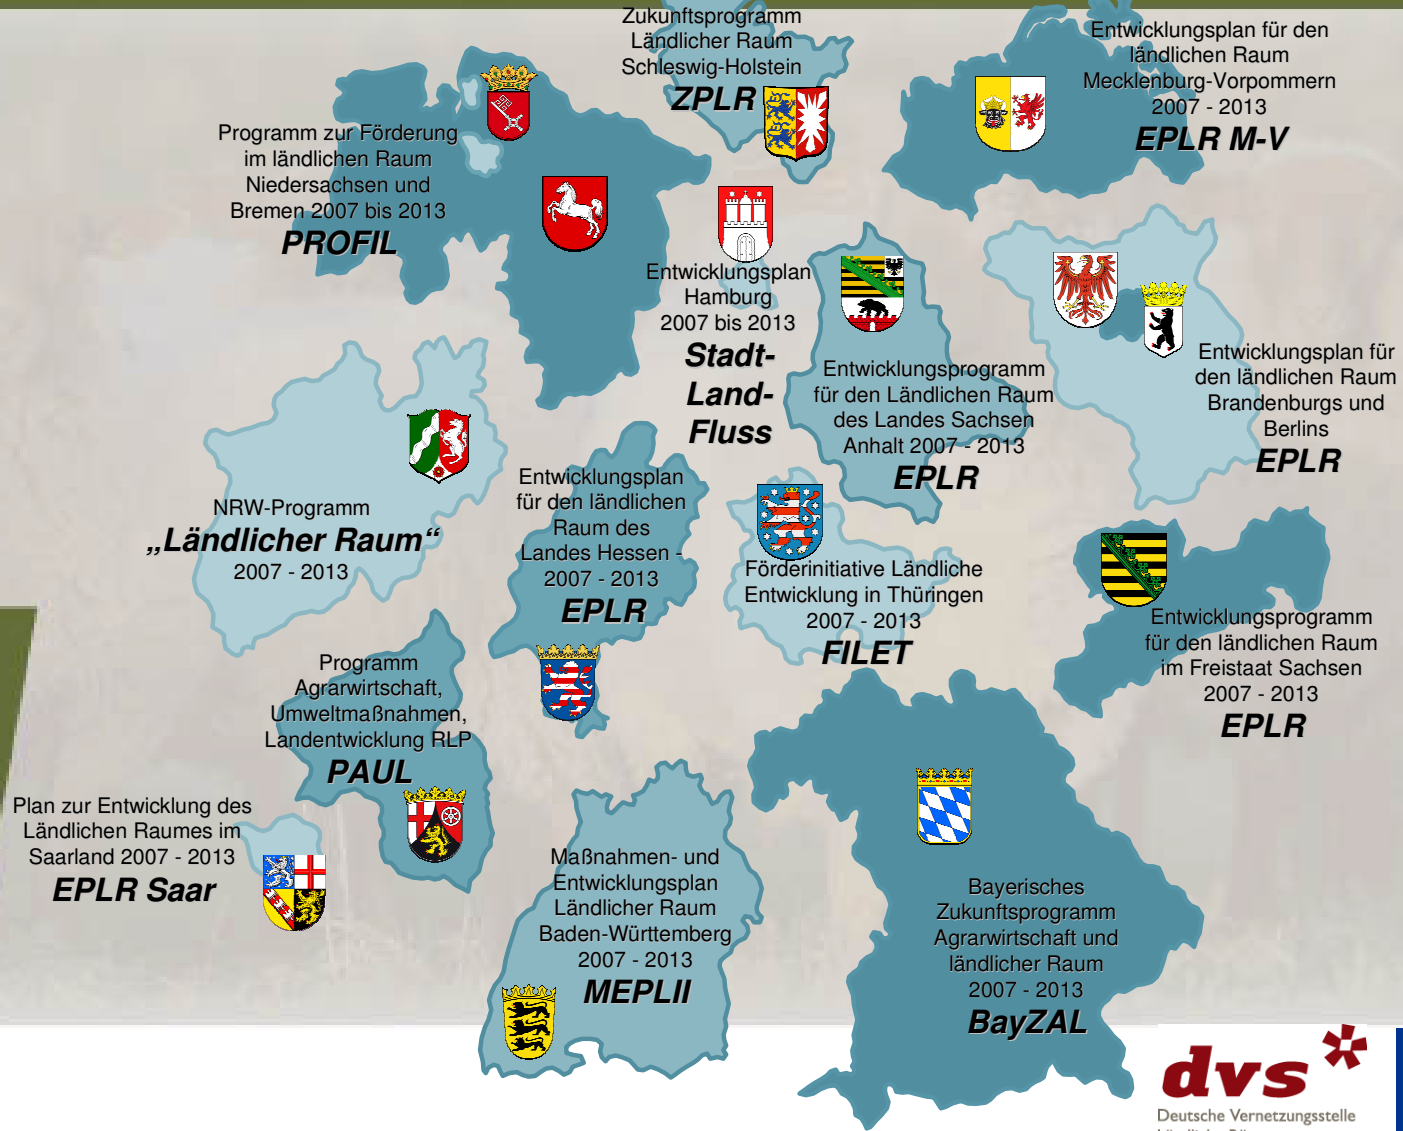 Zukunftsprogramm
Ländlicher Raum
Schleswig-Holstein
ZPLR
Entwicklungsplan für den
ländlichen Raum
Mecklenburg-Vorpommern
2007 - 2013
EPLR M-V
Programm zur Förderung
im ländlichen Raum
Niedersachsen und
Bremen 2007 bis 2013
PROFIL
Entwicklungsplan
Hamburg
2007 bis 2013
Stadt-
Land-
Fluss
Entwicklungsprogramm
für den Ländlichen Raum
des Landes Sachsen
Anhalt 2007 - 2013
EPLR
Entwicklungsplan für
den ländlichen Raum
Brandenburgs und
Berlins
EPLR
NRW-Programm
„Ländlicher Raum“
2007 - 2013
Entwicklungsplan
für den ländlichen
Raum des
Landes Hessen -
2007 - 2013
EPLR
Förderinitiative Ländliche
Entwicklung in Thüringen
2007 - 2013
FILET
Entwicklungsprogramm
für den ländlichen Raum
im Freistaat Sachsen
2007 - 2013
EPLR
Programm
Agrarwirtschaft,
Umweltmaßnahmen,
Landentwicklung RLP
PAUL
Plan zur Entwicklung des
Ländlichen Raumes im
Saarland 2007 - 2013
EPLR Saar
Maßnahmen- und
Entwicklungsplan
Ländlicher Raum
Baden-Württemberg
2007 - 2013
MEPLII
Bayerisches
Zukunftsprogramm
Agrarwirtschaft und
ländlicher Raum
2007 - 2013
BayZAL
dvs
Deutsche Vernetzungsstelle